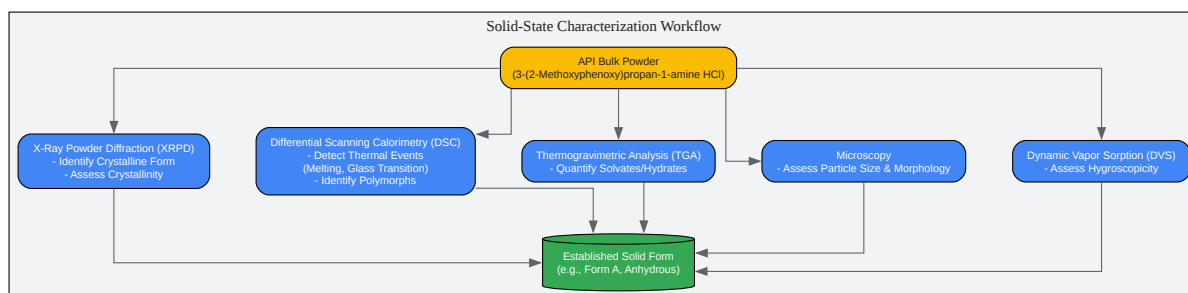 Solid-State Characterization Workflow
API Bulk Powder
(3-(2-Methoxyphenoxy)propan-1-amine HCl)
X-Ray Powder Diffraction (XRPD)
- Identify Crystalline Form
- Assess Crystallinity
Differential Scanning Calorimetry (DSC)
- Detect Thermal Events
(Melting, Glass Transition)
- Identify Polymorphs
Thermogravimetric Analysis (TGA)
- Quantify Solvates/Hydrates
Microscopy
- Assess Particle Size & Morphology
Dynamic Vapor Sorption (DVS)
- Assess Hygroscopicity
Established Solid Form
(e.g., Form A, Anhydrous)